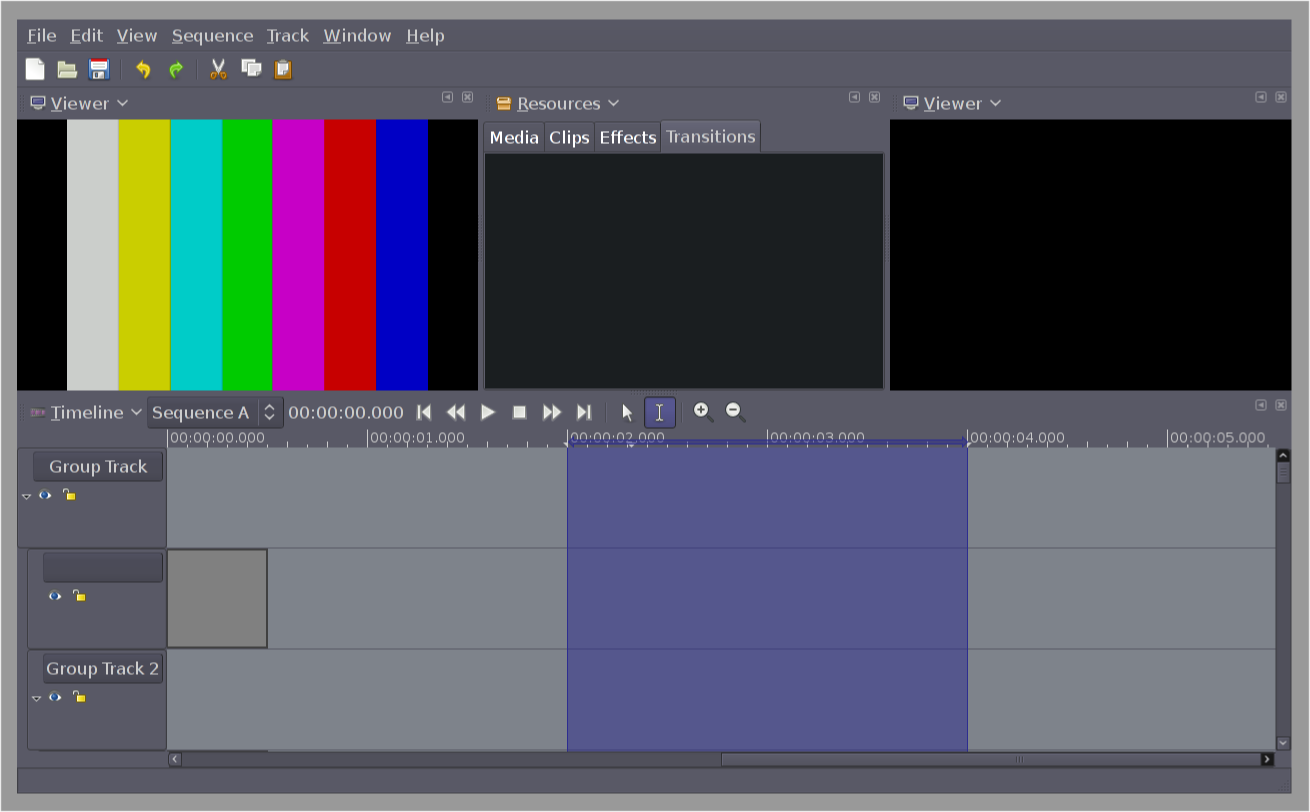 File Edit View Sequence Track Window Help
Viewer
Resources
Viewer
Media Clips Effects Transitions
Timeline Sequence A 00:00:00.000
00:00:00.000 00:00:01.000 00:00:02.000 00:00:03.000 00:00:04.000 00:00:05.000
Group Track
Group Track 2